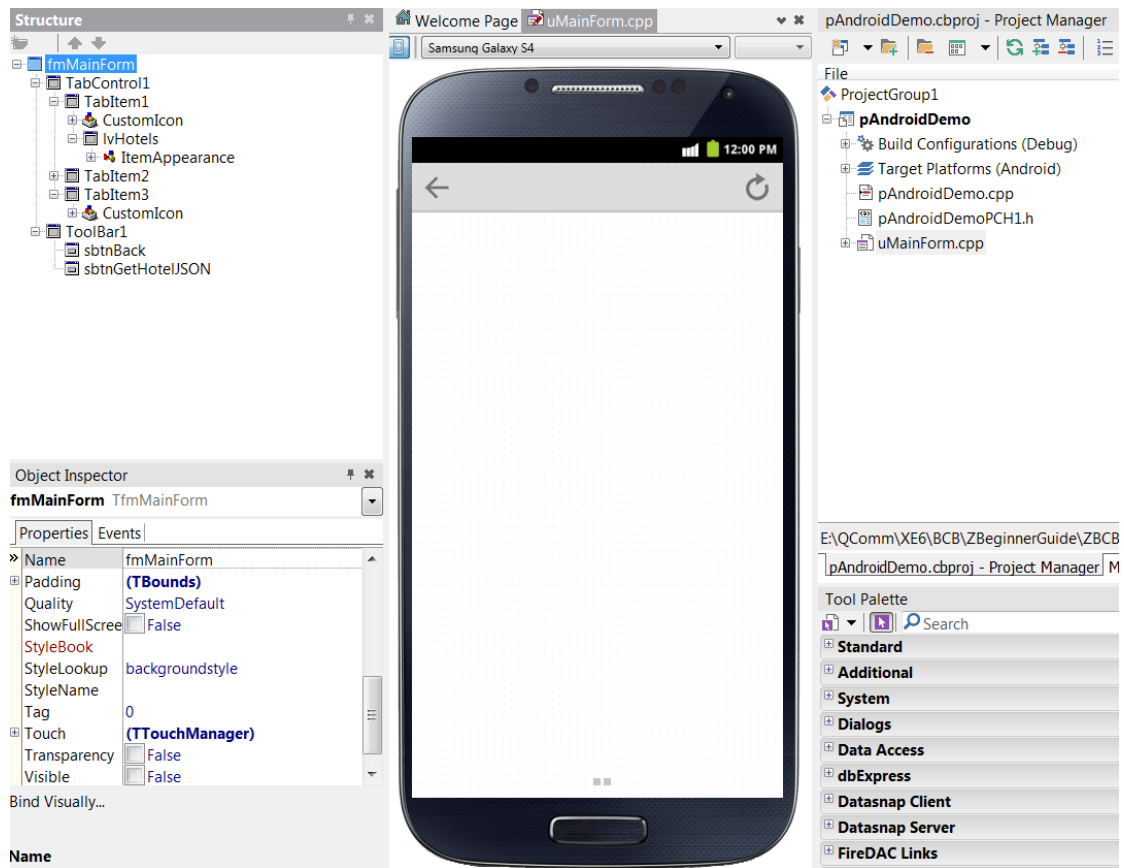 Structure
fmMainForm
TabControl1
TabItem1
CustomIcon
lvHotels
ItemAppearance
TabItem2
TabItem3
CustomIcon
ToolBar1
sbtnBack
sbtnGetHotelJSON
Object Inspector
fmMainForm TfmMainForm
Properties Events
Name fmMainForm
Padding (TBounds)
Quality SystemDefault
ShowFullScree False
StyleBook
StyleLookup backgroundstyle
StyleName
Tag 0
Touch (TTouchManager)
Transparency False
Visible False
Bind Visually...
Name
Welcome Page uMainForm.cpp
Samsung Galaxy S4
12:00 PM
pAndroidDemo.cbproj - Project Manager
File
ProjectGroup1
pAndroidDemo
Build Configurations (Debug)
Target Platforms (Android)
pAndroidDemo.cpp
pAndroidDemoPCH1.h
uMainForm.cpp
E:\QComm\XE6\BCB\ZBeginnerGuide\ZBCB
pAndroidDemo.cbproj - Project Manager M
Tool Palette
Search
Standard
Additional
System
Dialogs
Data Access
dbExpress
Datasnap Client
Datasnap Server
FireDAC Links